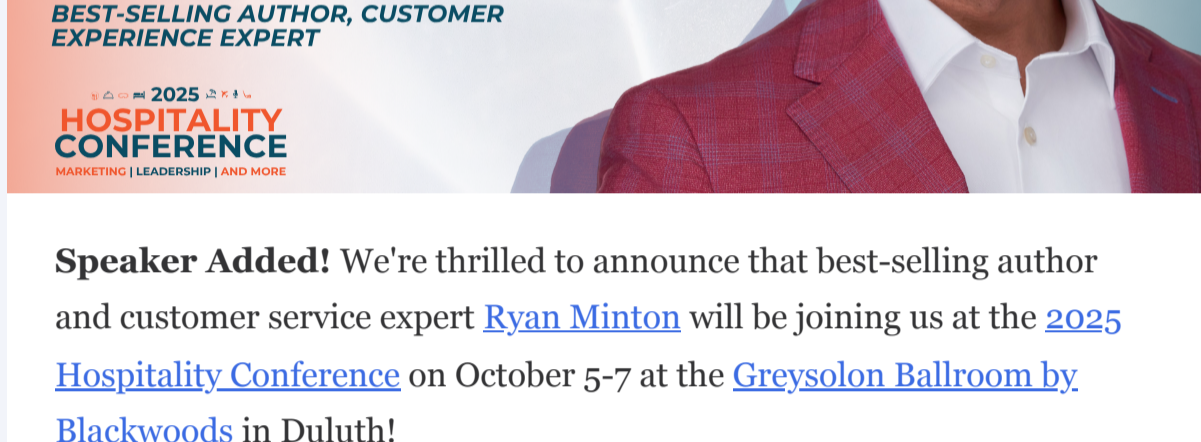 BEST-SELLING AUTHOR, CUSTOMER
EXPERIENCE EXPERT
2025
HOSPITALITY
CONFERENCE
MARKETING | LEADERSHIP | AND MORE
Speaker Added! We're thrilled to announce that best-selling author
and customer service expert Ryan Minton will be joining us at the 2025
Hospitality Conference on October 5-7 at the Greysolon Ballroom by
Blackwoods in Duluth!